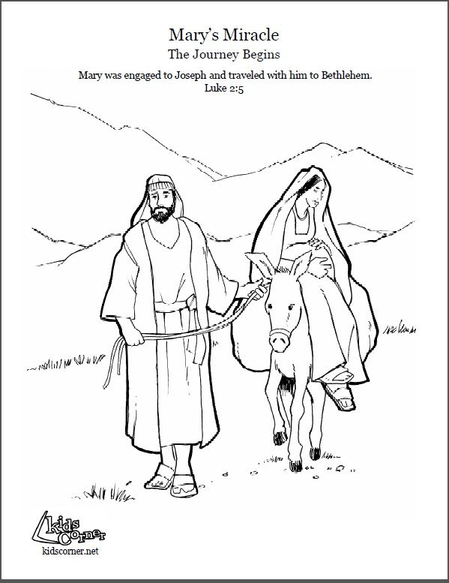 Mary's Miracle
The Journey Begins
Mary was engaged to Joseph and traveled with him to Bethlehem.
Luke 2:5
kids
corner
kidscorner.net